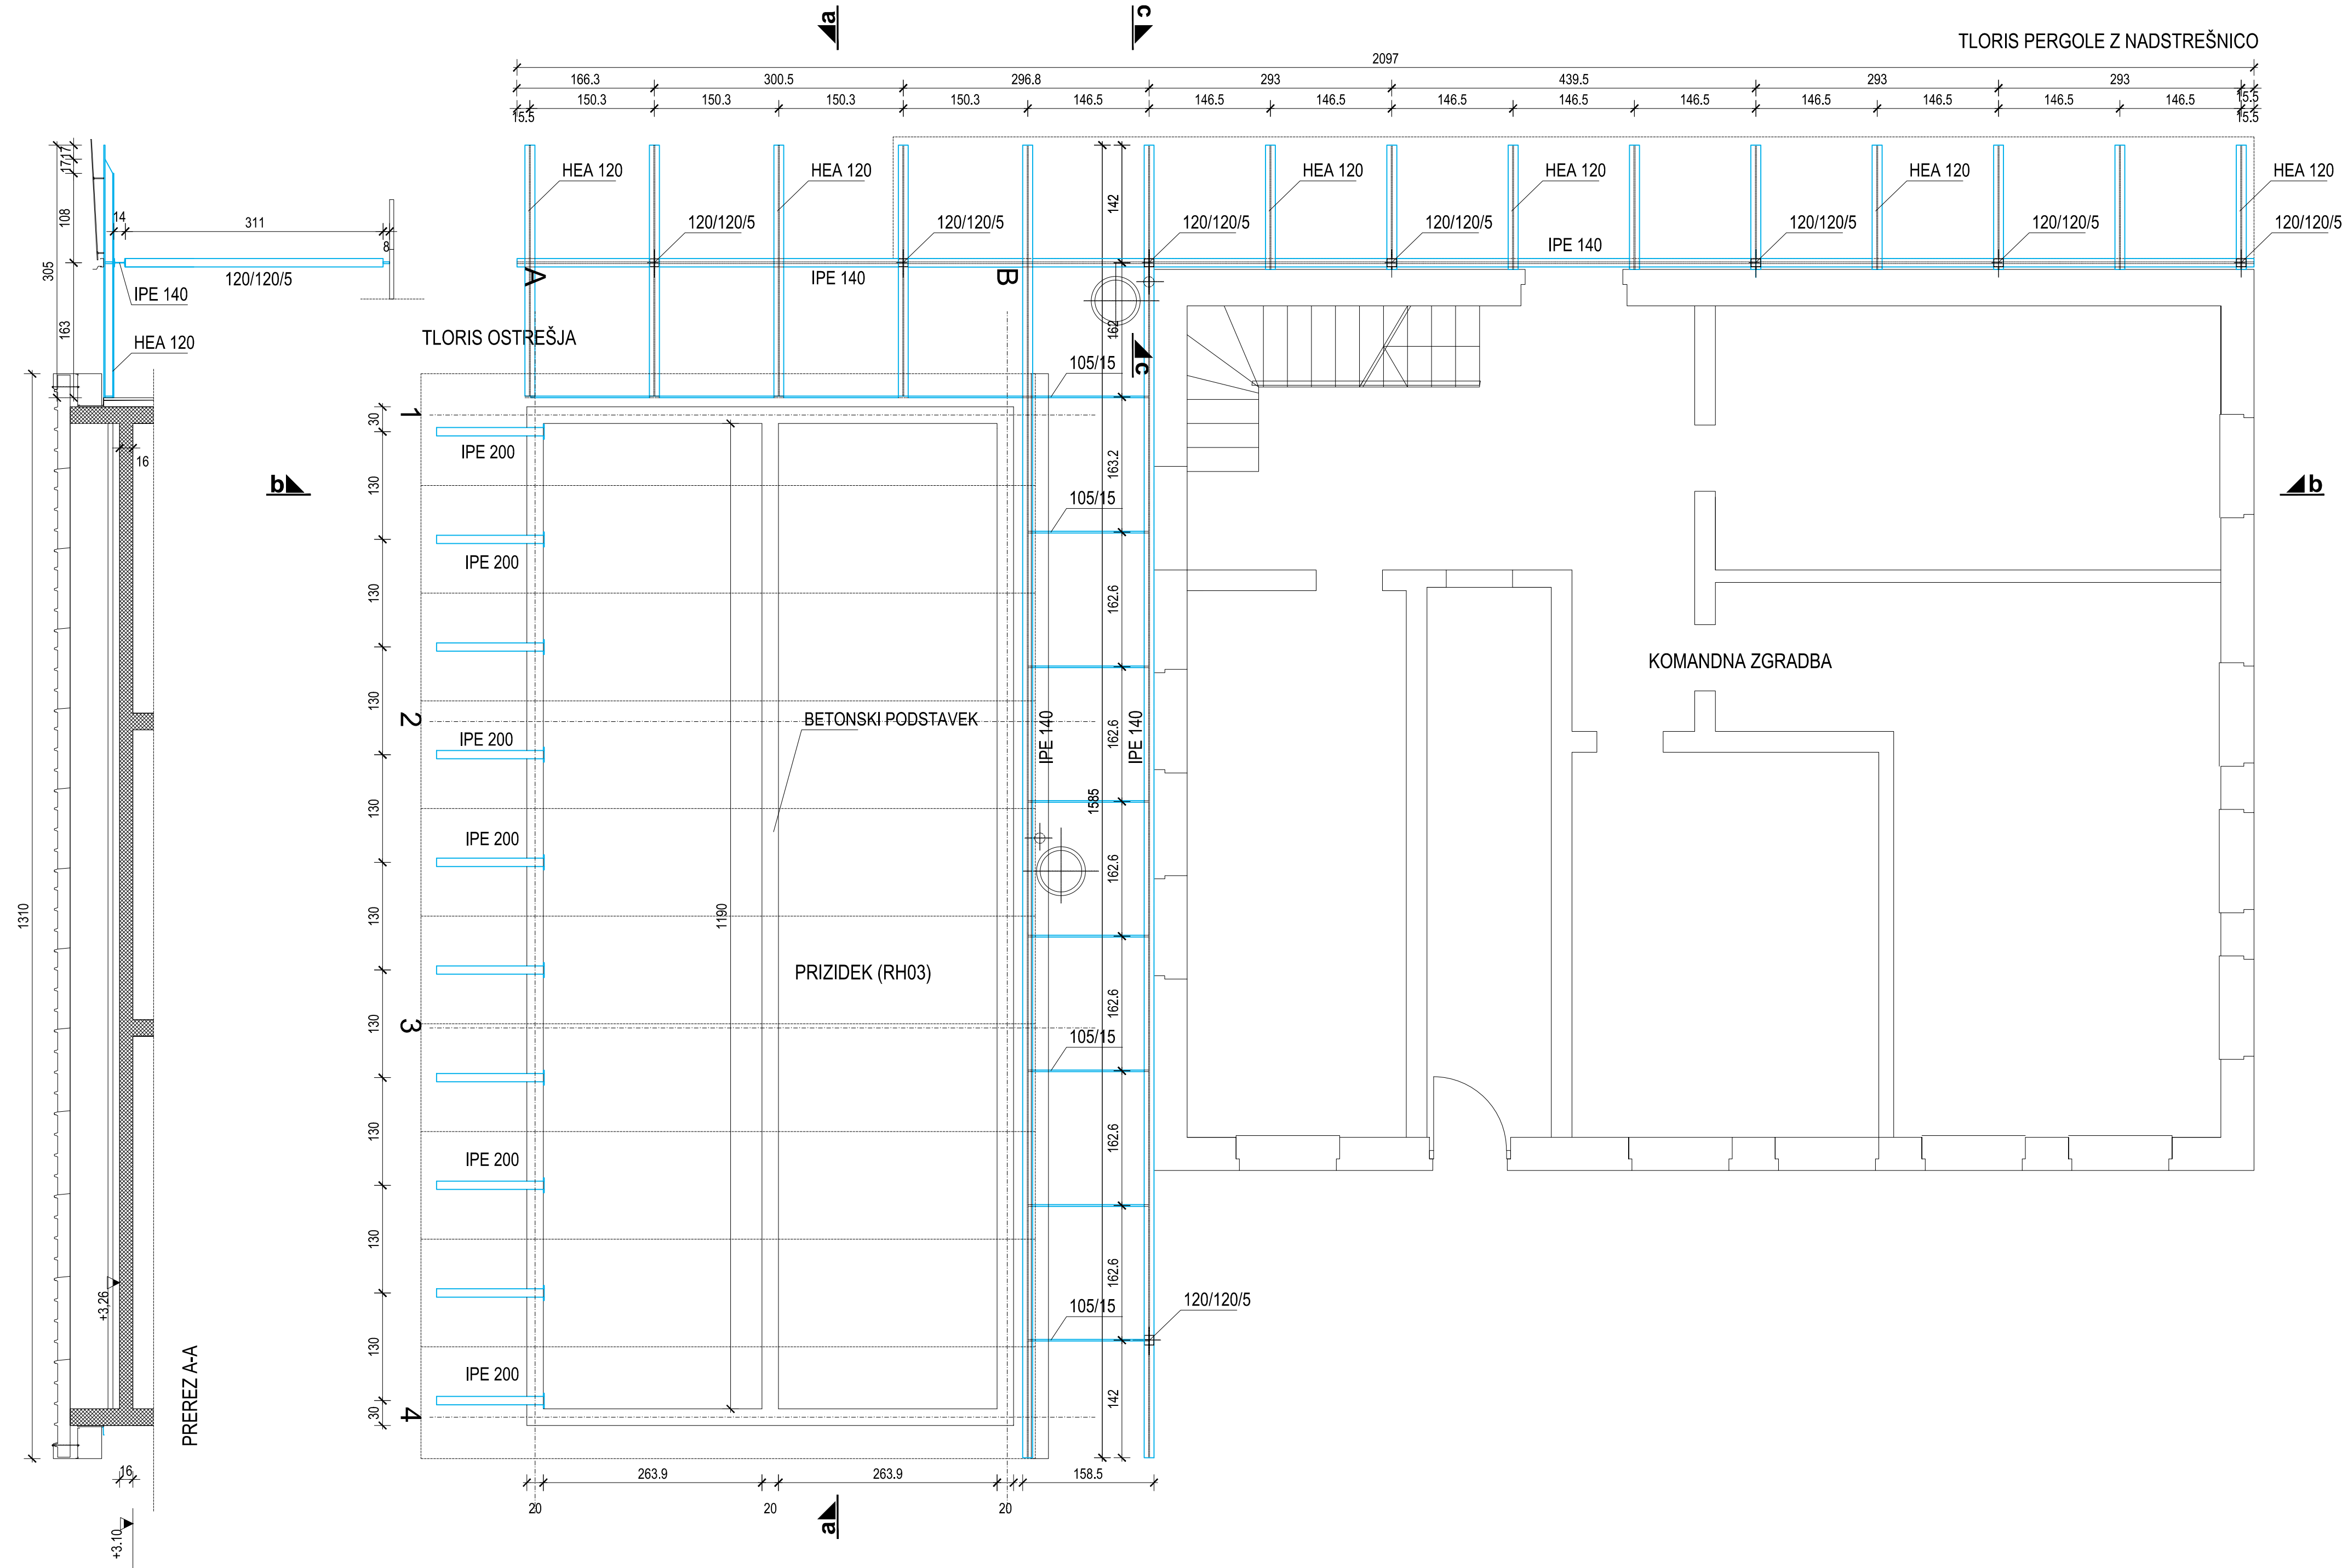 a
c
TLORIS PERGOLE Z NADSTREŠNICO
2097
166.3
300.5
296.8
293
439.5
293
293
15.5
150.3
150.3
150.3
150.3
146.5
146.5
146.5
146.5
146.5
146.5
146.5
146.5
146.5
146.5
15.5
15.5
HEA 120
HEA 120
HEA 120
HEA 120
HEA 120
HEA 120
120/120/5
120/120/5
120/120/5
120/120/5
120/120/5
120/120/5
120/120/5
IPE 140
IPE 140
A
B
17
17
108
305
163
14
311
8
120/120/5
IPE 140
HEA 120
142
162
c
TLORIS OSTREŠJA
105/15
1
30
IPE 200
16
b
b
130
163.2
105/15
IPE 200
130
162.6
KOMANDNA ZGRADBA
130
2
BETONSKI PODSTAVEK
IPE 200
IPE 140
IPE 140
162.6
130
1585
IPE 200
162.6
1310
1190
130
PRIZIDEK (RH03)
162.6
130
3
105/15
130
162.6
IPE 200
130
162.6
+3,26
105/15
120/120/5
130
PREREZ A-A
IPE 200
142
30
4
16
263.9
263.9
158.5
20
20
20
a
+3.10